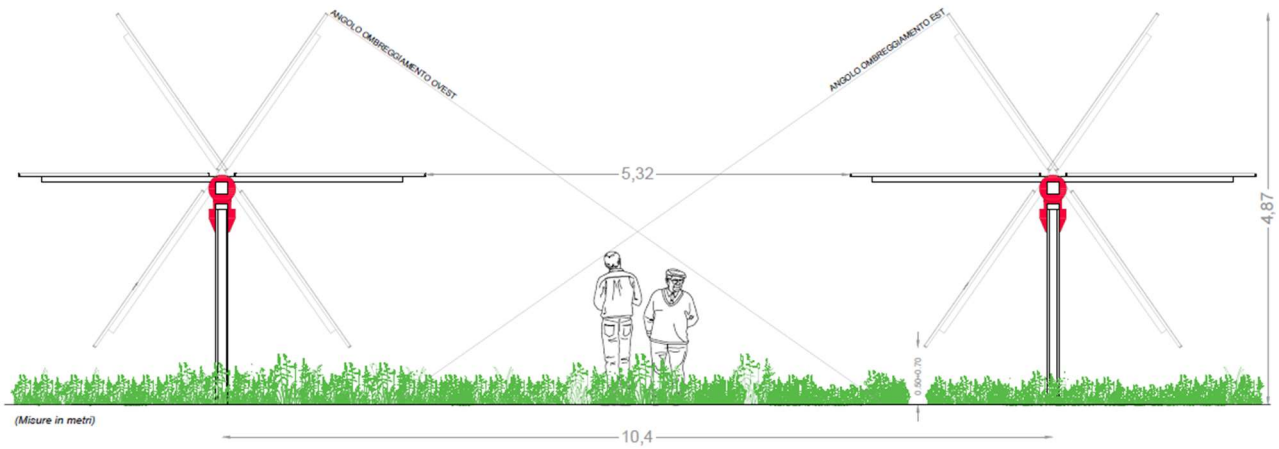 ANGOLO OMBREGGIAMENTO OVEST
ANGOLO OMBREGGIAMENTO EST
5,32
4,87
0.50÷0.70
(Misure in metri)
10,4